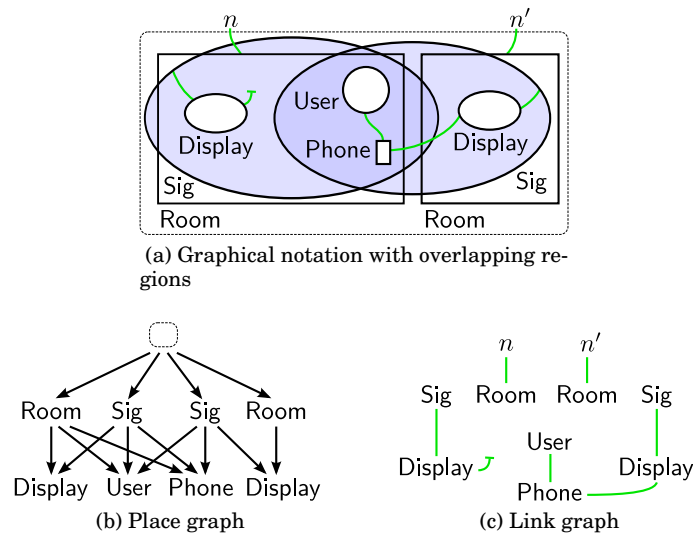 n n′
User
Display Phone Display
Sig Sig
Room Room
(a) Graphical notation with overlapping re-
gions
Room Sig Sig Room
Display User Phone Display
(b) Place graph
n n′
Sig Room Room Sig
User
Display Display
Phone
(c) Link graph